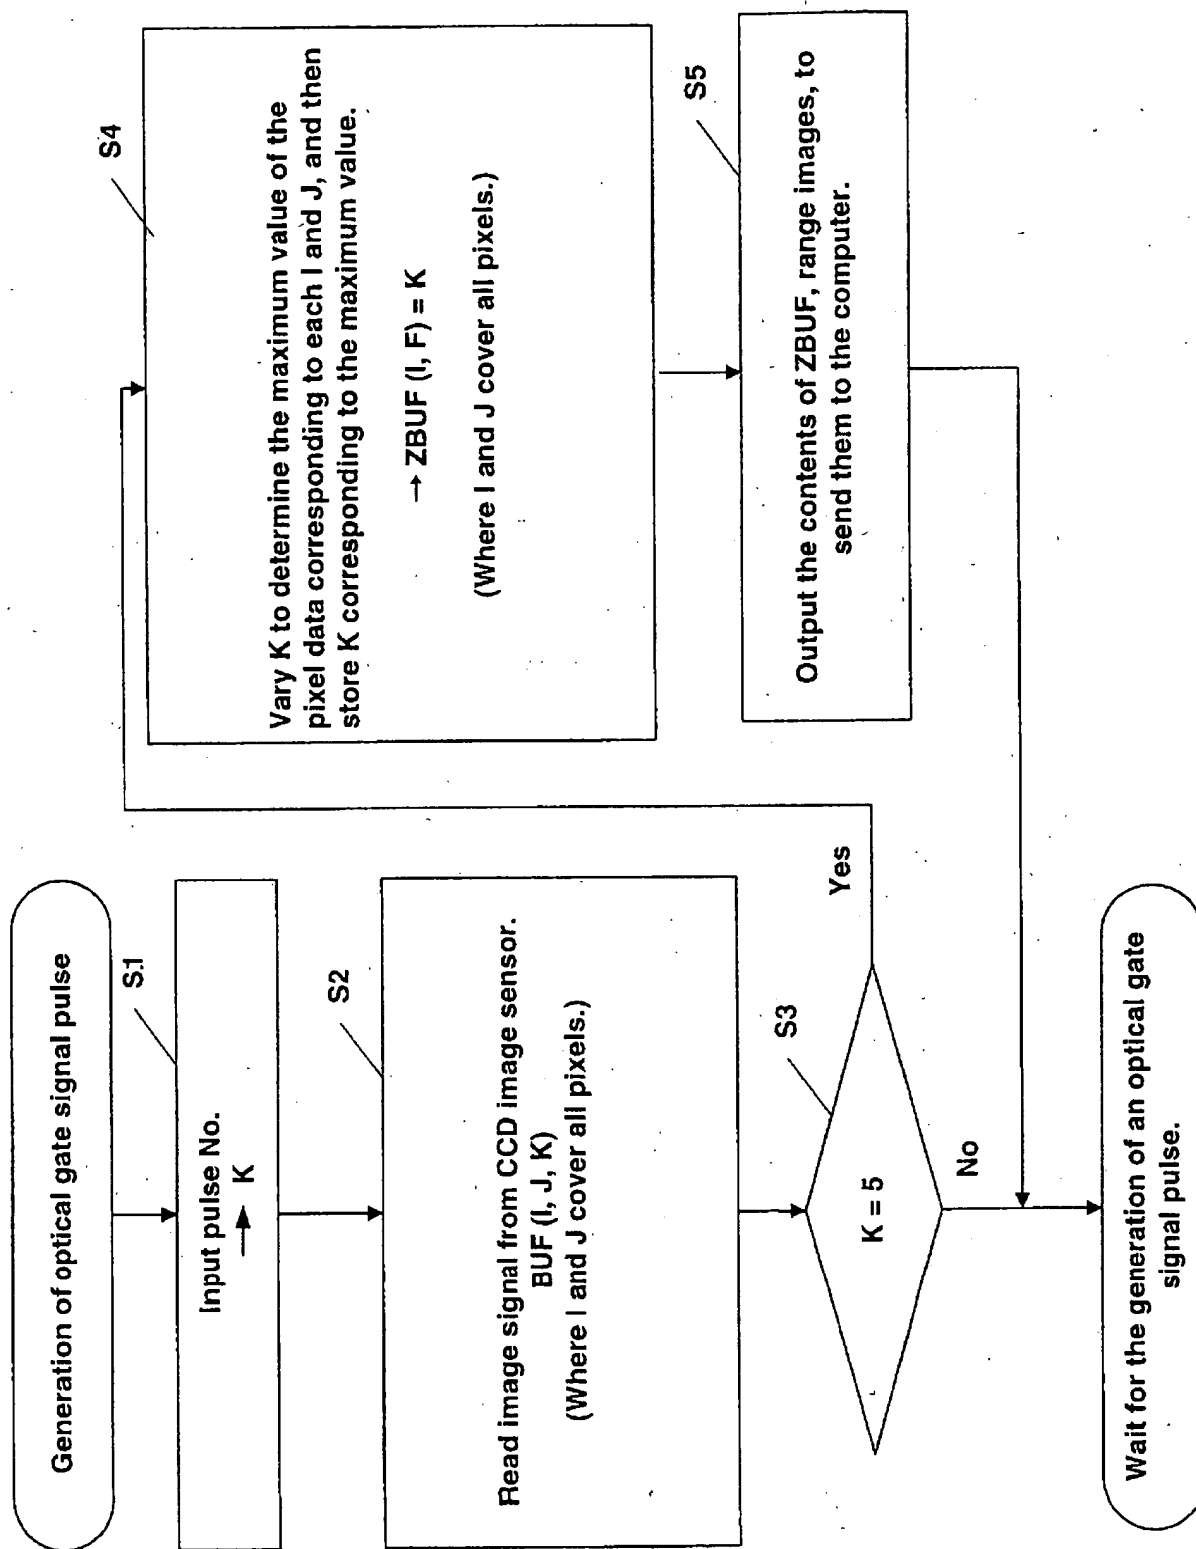 Generation of optical gate signal pulse
S1
Input pulse No.
→ K
S2
Read image signal from CCD image sensor.
BUF (I, J, K)
(Where I and J cover all pixels.)
S3
K = 5
Yes
No
Wait for the generation of an optical gate
signal pulse.
S4
Vary K to determine the maximum value of the
pixel data corresponding to each I and J, and then
store K corresponding to the maximum value.
→ ZBUF (I, F) = K
(Where I and J cover all pixels.)
S5
Output the contents of ZBUF, range images, to
send them to the computer.